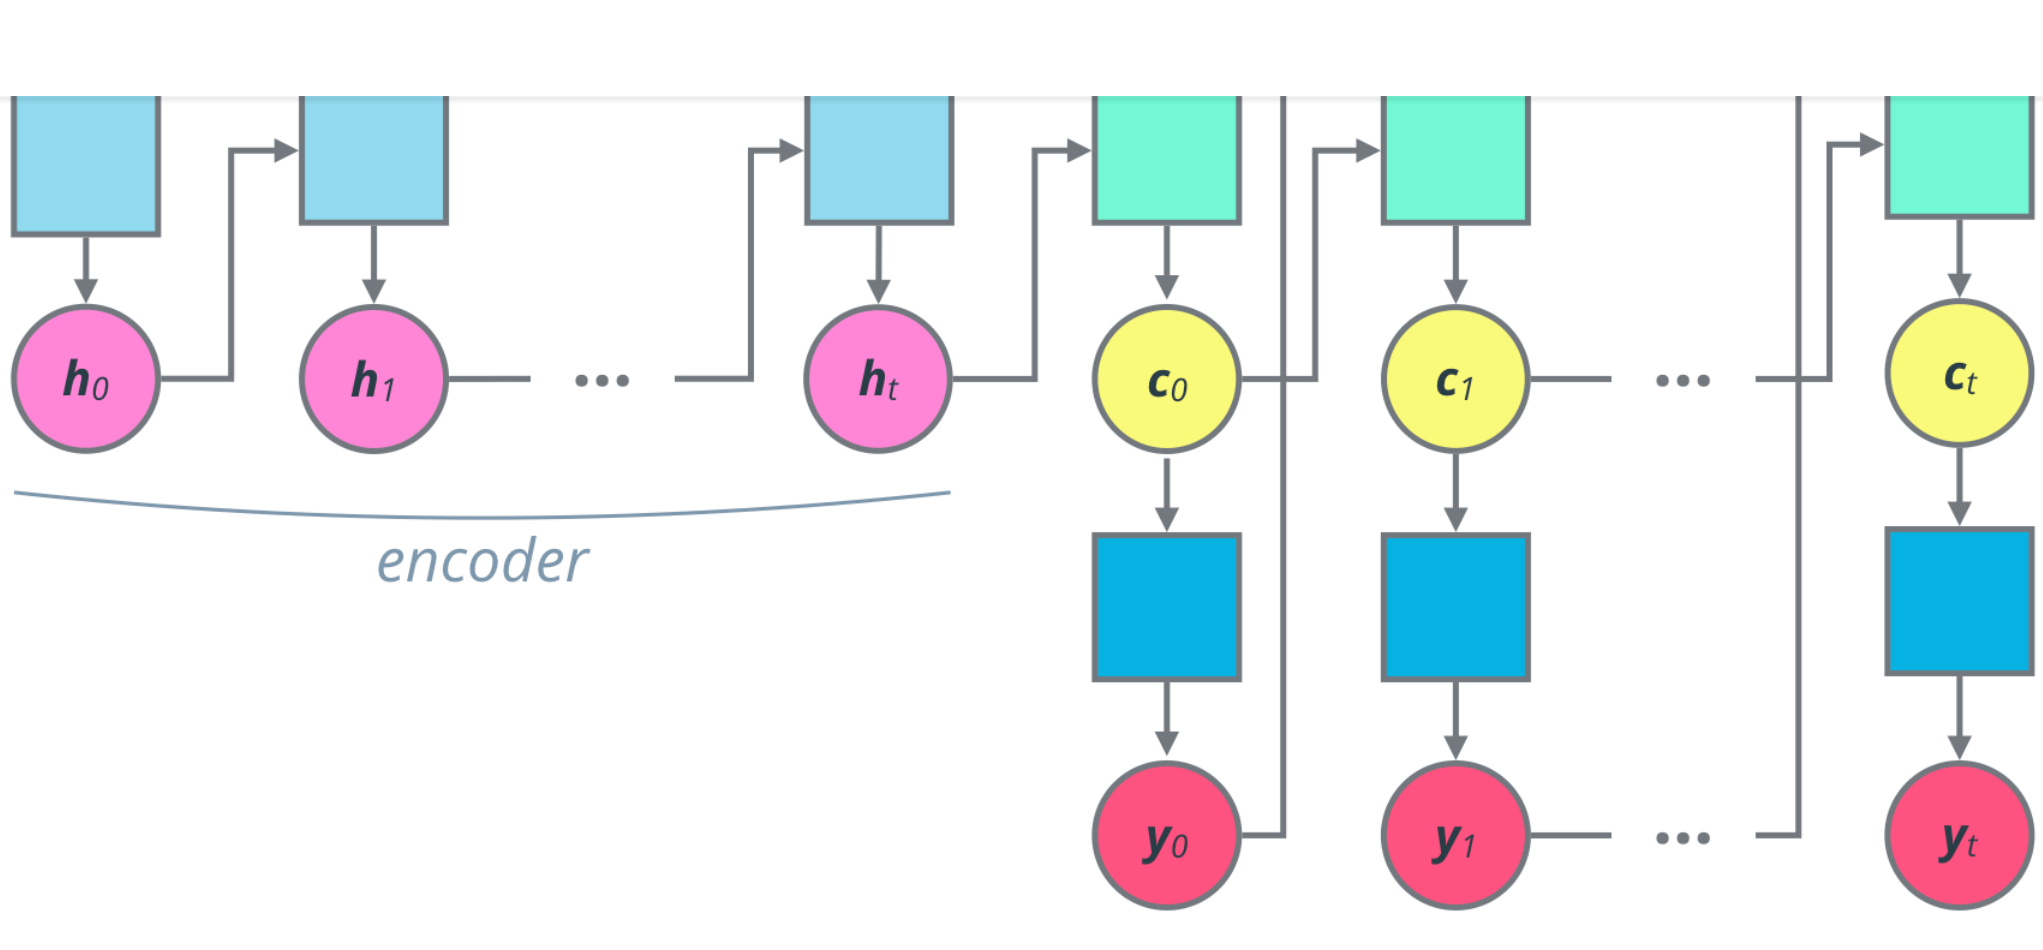 h0 h1 ... ht c0 c1 ... ct
encoder
y0 y1 ... yt